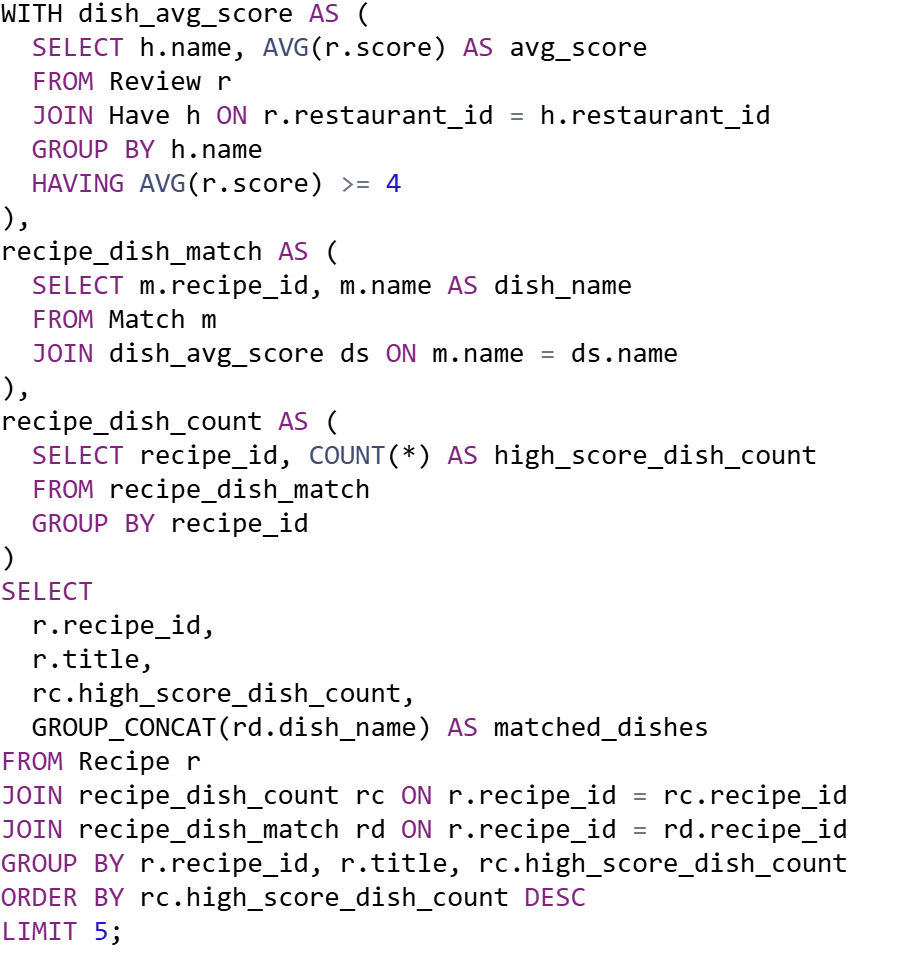 WITH dish_avg_score AS (
  SELECT h.name, AVG(r.score) AS avg_score
  FROM Review r
  JOIN Have h ON r.restaurant_id = h.restaurant_id
  GROUP BY h.name
  HAVING AVG(r.score) >= 4
),
recipe_dish_match AS (
  SELECT m.recipe_id, m.name AS dish_name
  FROM Match m
  JOIN dish_avg_score ds ON m.name = ds.name
),
recipe_dish_count AS (
  SELECT recipe_id, COUNT(*) AS high_score_dish_count
  FROM recipe_dish_match
  GROUP BY recipe_id
)
SELECT
  r.recipe_id,
  r.title,
  rc.high_score_dish_count,
  GROUP_CONCAT(rd.dish_name) AS matched_dishes
FROM Recipe r
JOIN recipe_dish_count rc ON r.recipe_id = rc.recipe_id
JOIN recipe_dish_match rd ON r.recipe_id = rd.recipe_id
GROUP BY r.recipe_id, r.title, rc.high_score_dish_count
ORDER BY rc.high_score_dish_count DESC
LIMIT 5;